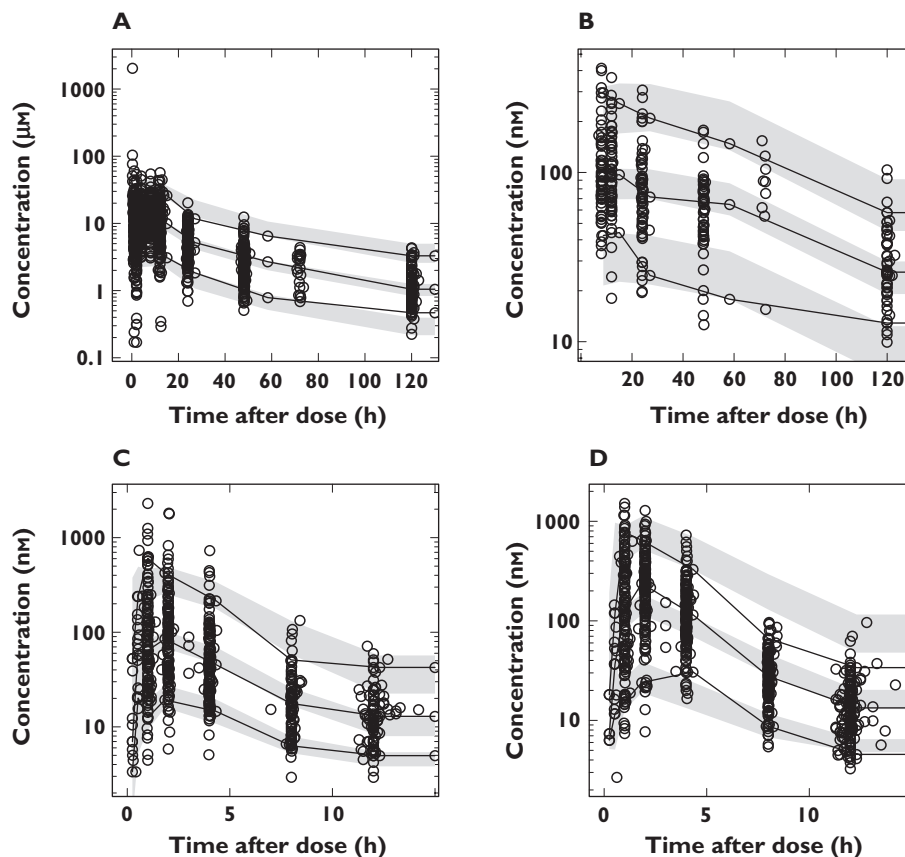 A
Concentration (µM)
1000
100
10
1
0.1
0 20 40 60 80 100 120
Time after dose (h)
B
Concentration (nM)
100
10
20 40 60 80 100 120
Time after dose (h)
C
Concentration (nM)
1000
100
10
0 5 10
Time after dose (h)
D
Concentration (nM)
1000
100
10
0 5 10
Time after dose (h)